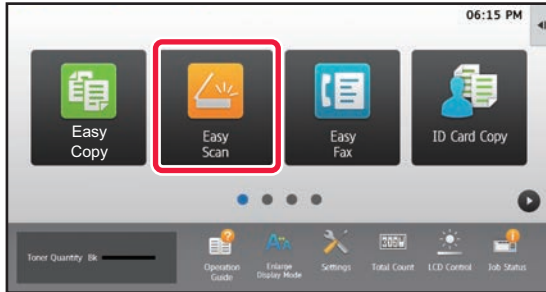 06:15 PM
Easy
Copy
Easy
Scan
Easy
Fax
ID Card Copy
Toner Quantity Bk
Operation
Guide
Enlarge
Display Mode
Settings
Total Count
LCD Control
Job Status